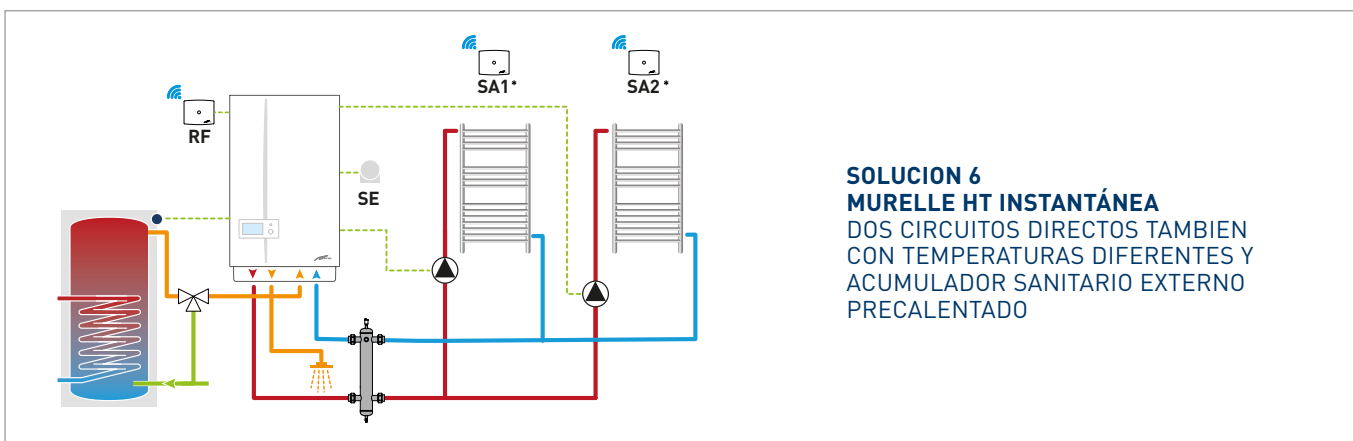 SA1*
SA2*
RF
SE
SOLUCION 6
MURELLE HT INSTANTÁNEA
DOS CIRCUITOS DIRECTOS TAMBIEN
CON TEMPERATURAS DIFERENTES Y
ACUMULADOR SANITARIO EXTERNO
PRECALENTADO